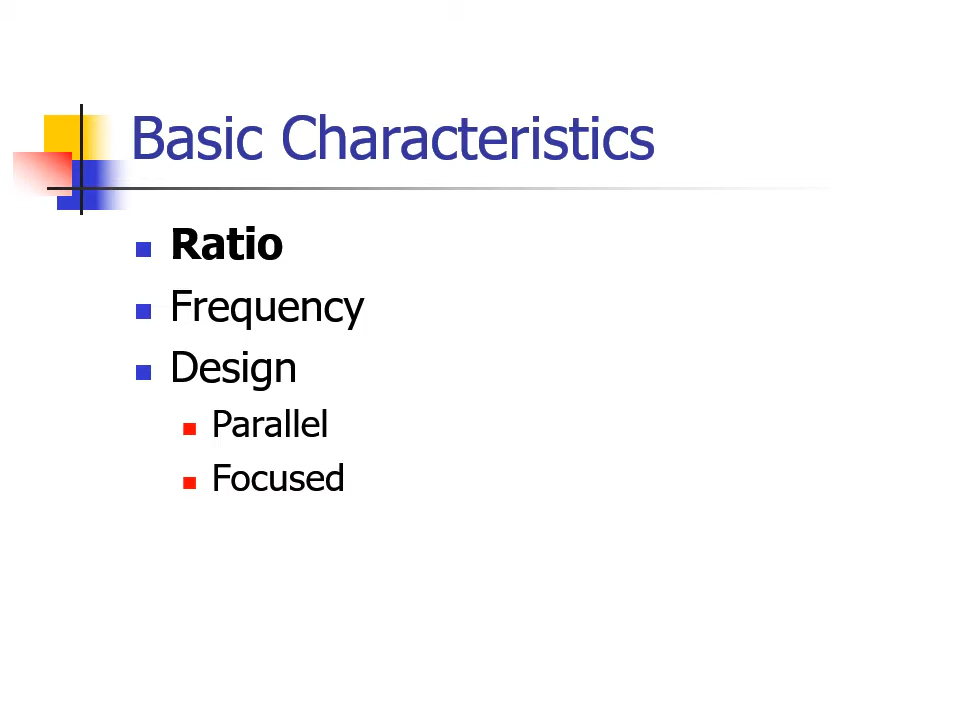 Basic Characteristics
Ratio
Frequency
Design
Parallel
Focused